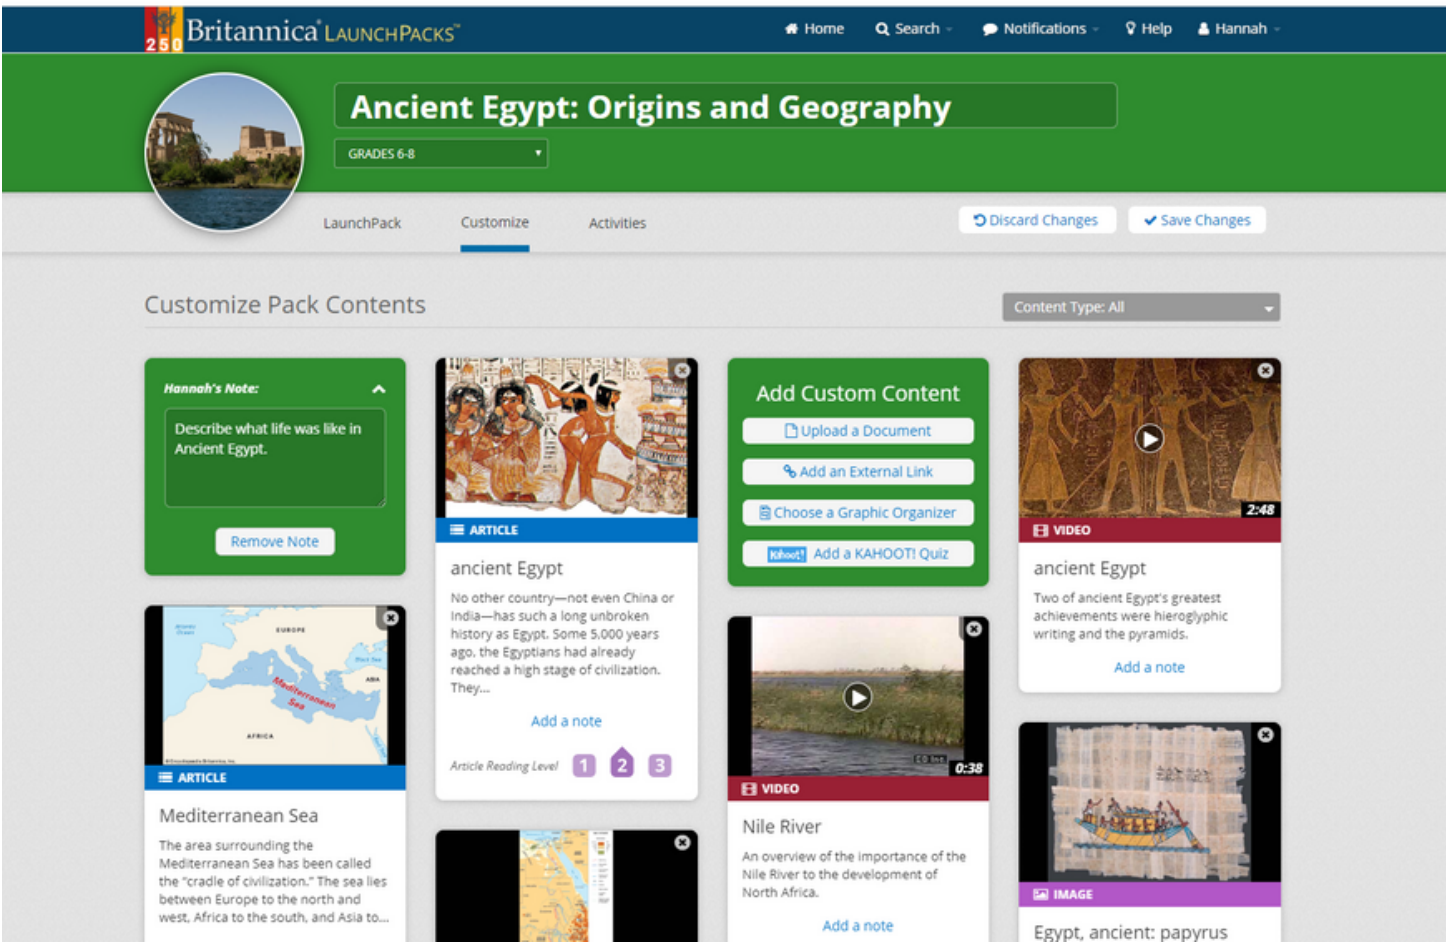 250
Britannica® LAUNCHPACKS™
Home
Search
Notifications
Help
Hannah
Ancient Egypt: Origins and Geography
GRADES 6-8
LaunchPack
Customize
Activities
Discard Changes
Save Changes
Customize Pack Contents
Content Type: All
Hannah's Note:
Describe what life was like in
Ancient Egypt.
Remove Note
EUROPE
Black Sea
ASIA
Mediterranean
Sea
AFRICA
ARTICLE
Mediterranean Sea
The area surrounding the
Mediterranean Sea has been called
the "cradle of civilization." The sea lies
between Europe to the north and
west, Africa to the south, and Asia to...
ARTICLE
ancient Egypt
No other country—not even China or
India—has such a long unbroken
history as Egypt. Some 5,000 years
ago, the Egyptians had already
reached a high stage of civilization.
They...
Add a note
Article Reading Level 1 2 3
Add Custom Content
Upload a Document
Add an External Link
Choose a Graphic Organizer
Kahoot! Add a KAHOOT! Quiz
0:38
VIDEO
Nile River
An overview of the importance of the
Nile River to the development of
North Africa.
Add a note
2:48
VIDEO
ancient Egypt
Two of ancient Egypt's greatest
achievements were hieroglyphic
writing and the pyramids.
Add a note
IMAGE
Egypt, ancient: papyrus